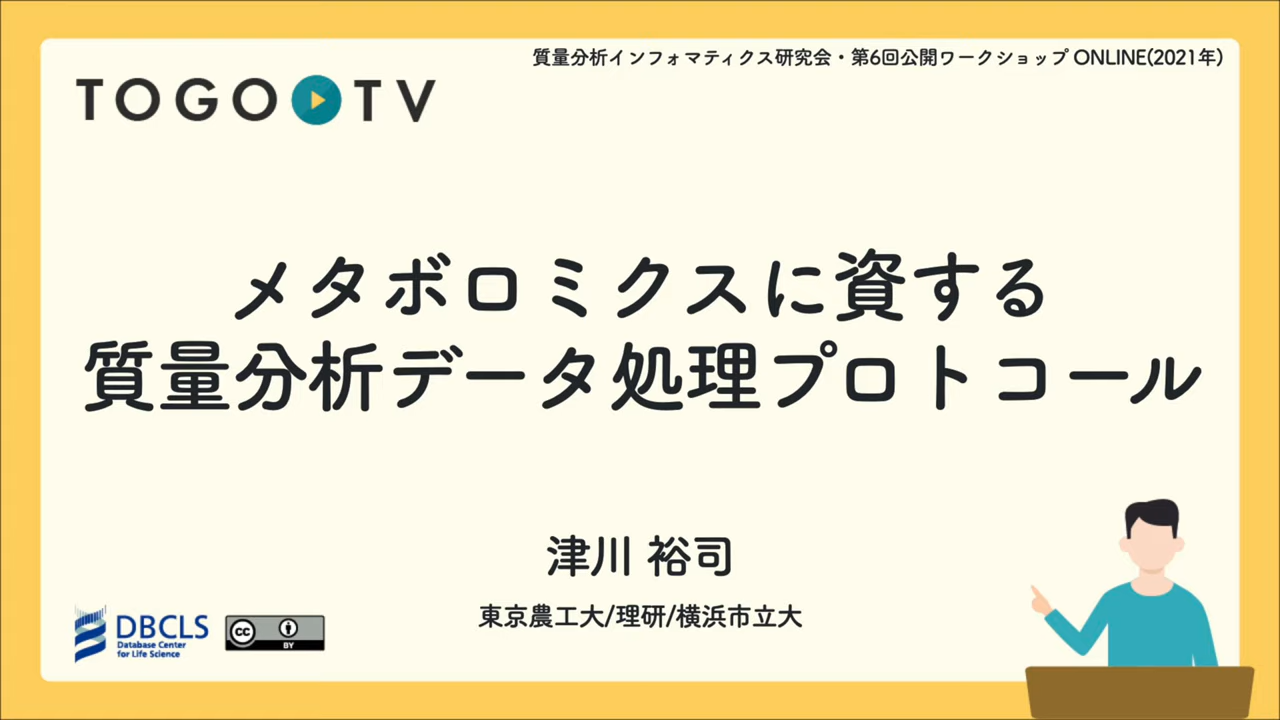 質量分析インフォマティクス研究会・第6回公開ワークショップ ONLINE(2021年)
TOGO TV
メタボロミクスに資する
質量分析データ処理プロトコール
津川 裕司
東京農工大/理研/横浜市立大
DBCLS
Database Center
for Life Science
cc
BY